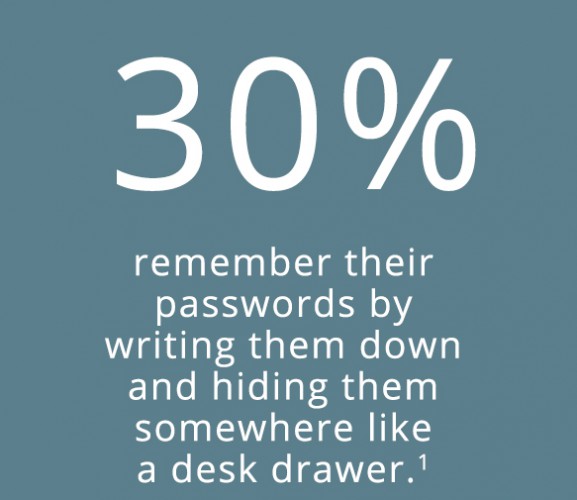 30%
remember their
passwords by
writing them down
and hiding them
somewhere like
a desk drawer.¹